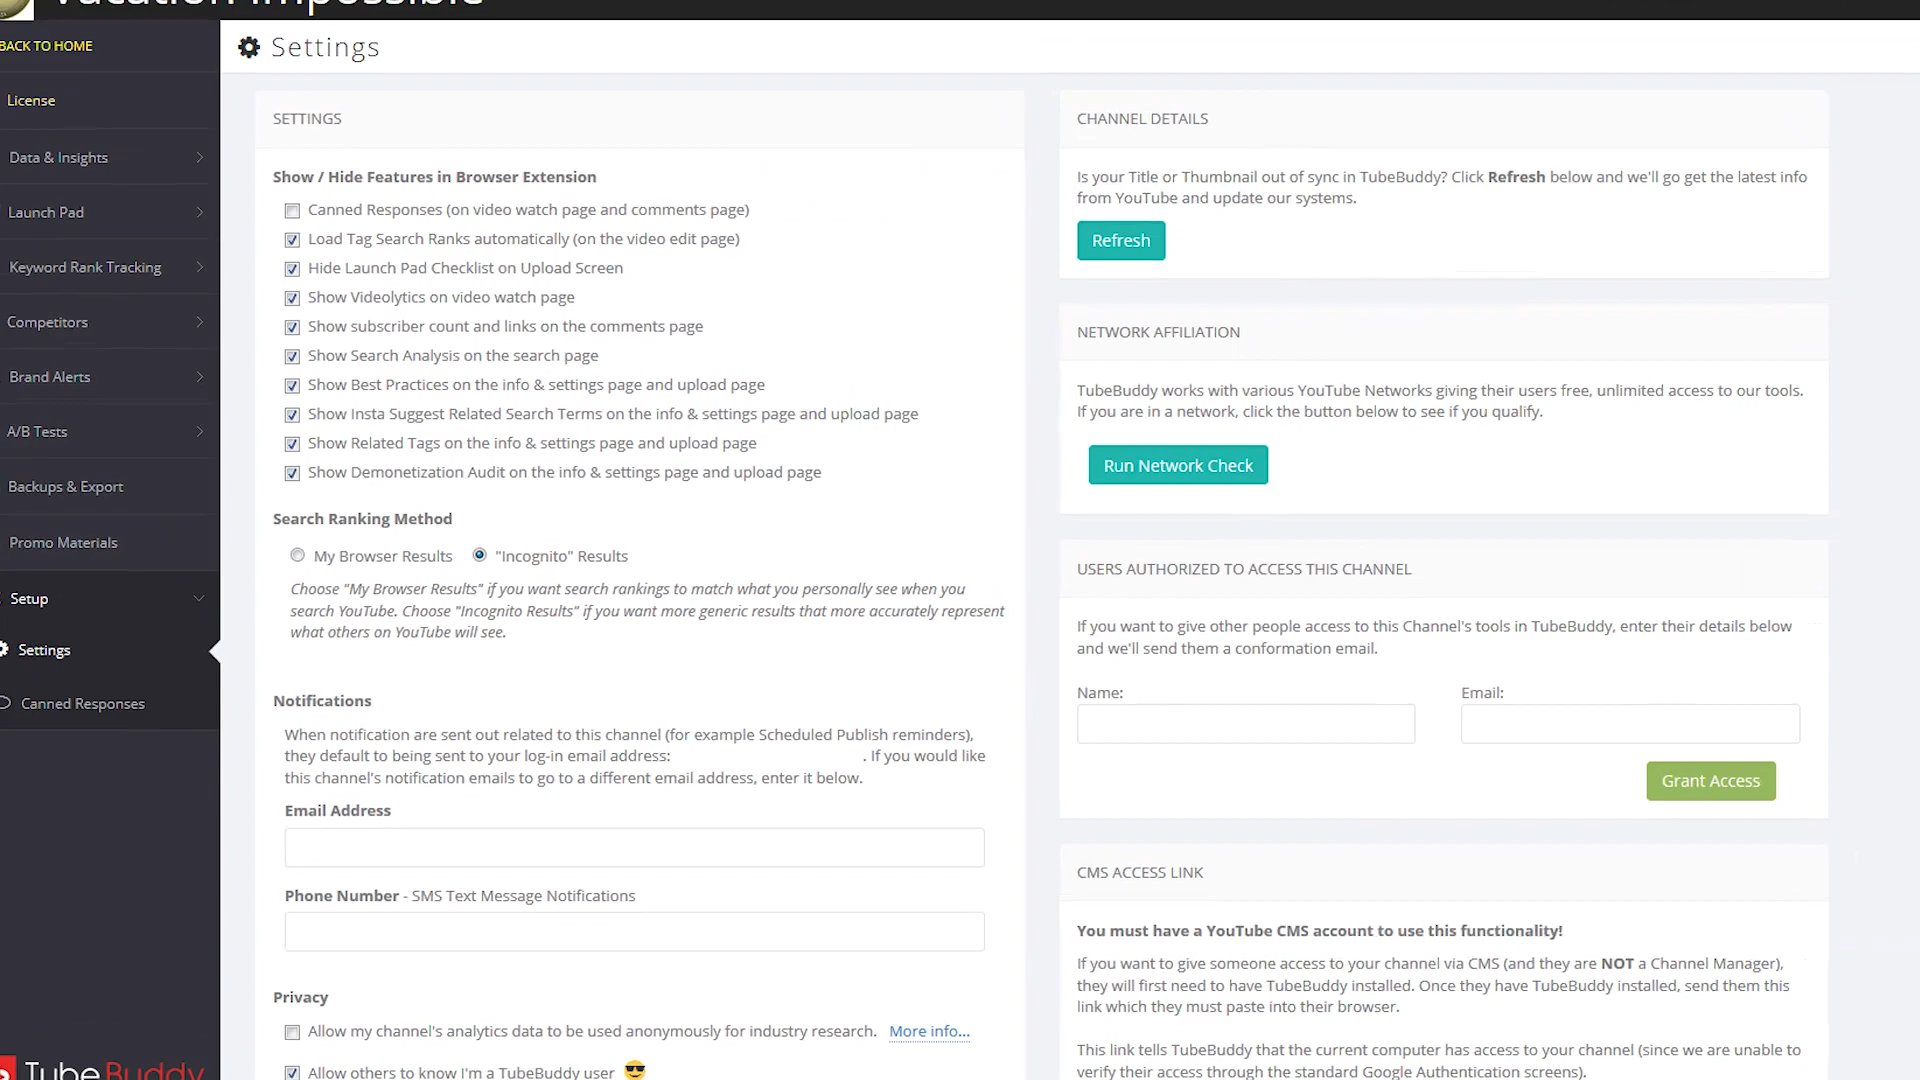 Vacation Impossible
BACK TO HOME
License
Data & Insights
Launch Pad
Keyword Rank Tracking
Competitors
Brand Alerts
A/B Tests
Backups & Export
Promo Materials
Setup
Settings
Canned Responses
TubeBuddy
Settings
SETTINGS
Show / Hide Features in Browser Extension
Canned Responses (on video watch page and comments page)
Load Tag Search Ranks automatically (on the video edit page)
Hide Launch Pad Checklist on Upload Screen
Show Videolytics on video watch page
Show subscriber count and links on the comments page
Show Search Analysis on the search page
Show Best Practices on the info & settings page and upload page
Show Insta Suggest Related Search Terms on the info & settings page and upload page
Show Related Tags on the info & settings page and upload page
Show Demonetization Audit on the info & settings page and upload page
Search Ranking Method
My Browser Results "Incognito" Results
Choose "My Browser Results" if you want search rankings to match what you personally see when you
search YouTube. Choose "Incognito Results" if you want more generic results that more accurately represent
what others on YouTube will see.
Notifications
When notification are sent out related to this channel (for example Scheduled Publish reminders),
they default to being sent to your log-in email address: . If you would like
this channel's notification emails to go to a different email address, enter it below.
Email Address
Phone Number - SMS Text Message Notifications
Privacy
Allow my channel's analytics data to be used anonymously for industry research. More info...
Allow others to know I'm a TubeBuddy user 😎
CHANNEL DETAILS
Is your Title or Thumbnail out of sync in TubeBuddy? Click Refresh below and we'll go get the latest info
from YouTube and update our systems.
Refresh
NETWORK AFFILIATION
TubeBuddy works with various YouTube Networks giving their users free, unlimited access to our tools.
If you are in a network, click the button below to see if you qualify.
Run Network Check
USERS AUTHORIZED TO ACCESS THIS CHANNEL
If you want to give other people access to this Channel's tools in TubeBuddy, enter their details below
and we'll send them a conformation email.
Name: Email:
Grant Access
CMS ACCESS LINK
You must have a YouTube CMS account to use this functionality!
If you want to give someone access to your channel via CMS (and they are NOT a Channel Manager),
they will first need to have TubeBuddy installed. Once they have TubeBuddy installed, send them this
link which they must paste into their browser.
This link tells TubeBuddy that the current computer has access to your channel (since we are unable to
verify their access through the standard Google Authentication screens).